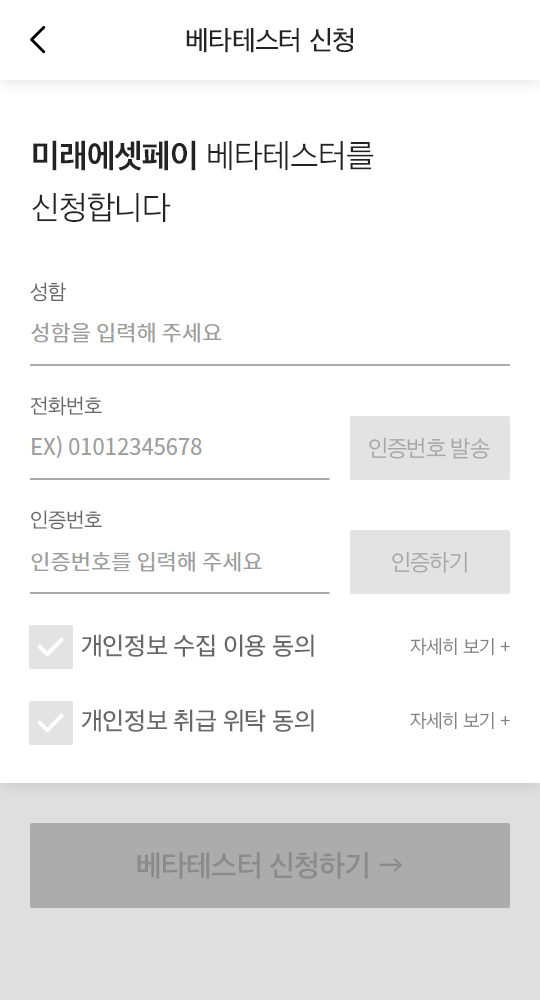 베타테스터 신청
미래에셋페이 베타테스터를
신청합니다
성함
성함을 입력해 주세요
전화번호
EX) 01012345678
인증번호 발송
인증번호
인증번호를 입력해 주세요
인증하기
개인정보 수집 이용 동의 자세히 보기 +
개인정보 취급 위탁 동의 자세히 보기 +
베타테스터 신청하기 →